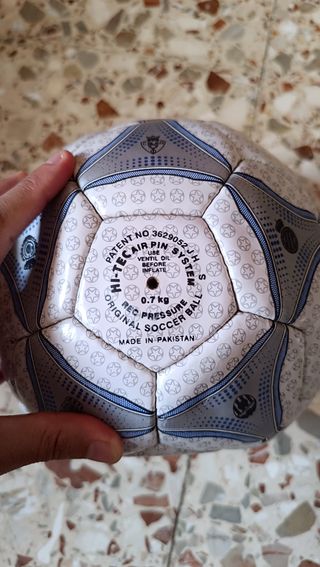 PATENT NO 3629052-J H S
HI-TEC AIR PIN SYSTEM
USE
VENTIL OIL
BEFORE
INFLATE
0.7 kg
REC PRESSURE
ORIGINAL SOCCER BALL
MADE IN PAKISTAN